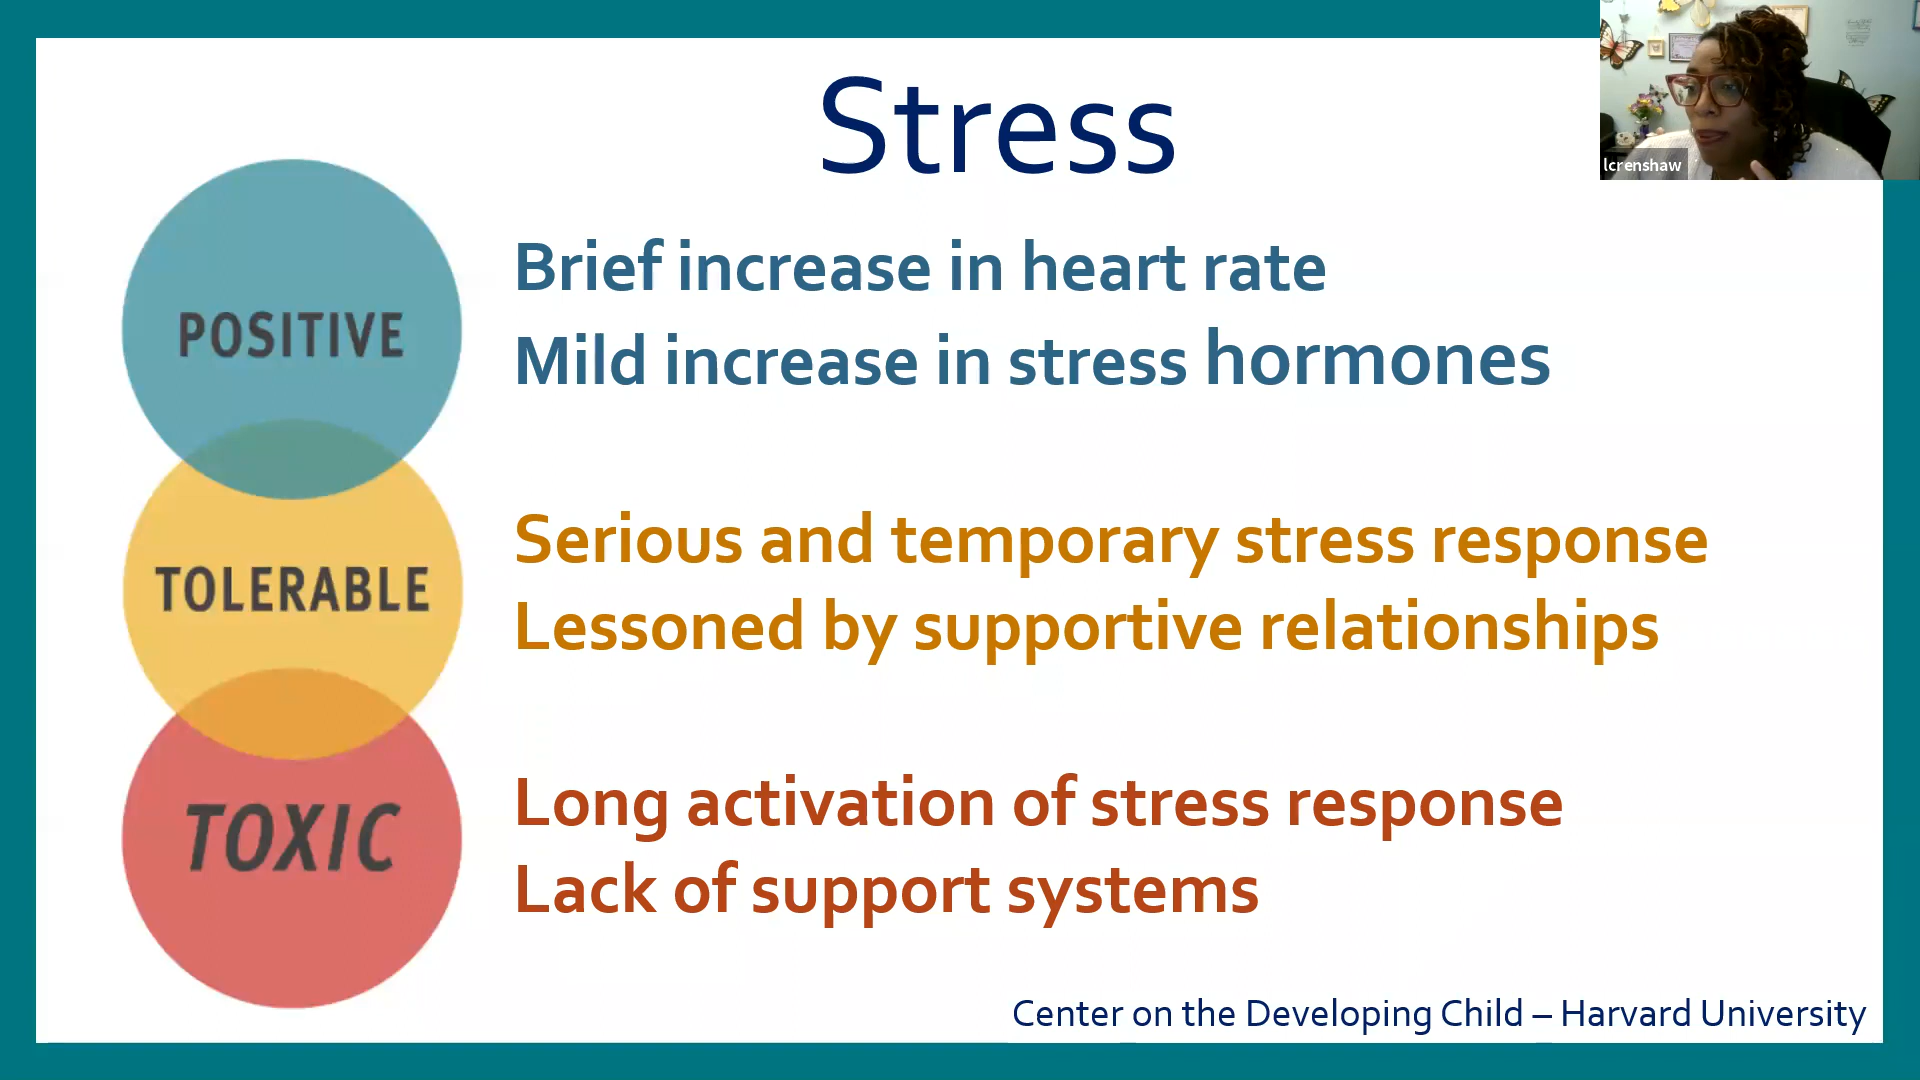 Stress
lcrenshaw
POSITIVE
Brief increase in heart rate
Mild increase in stress hormones
TOLERABLE
Serious and temporary stress response
Lessoned by supportive relationships
TOXIC
Long activation of stress response
Lack of support systems
Center on the Developing Child – Harvard University